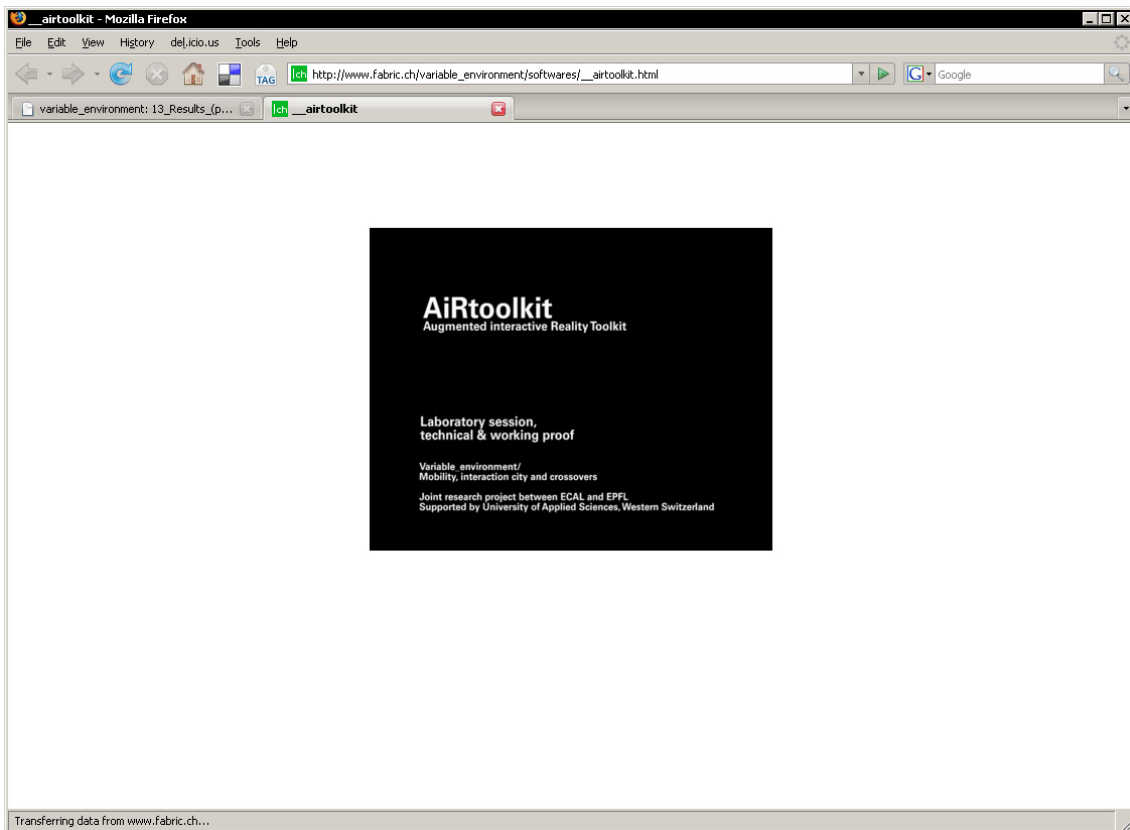 __airtoolkit - Mozilla Firefox
File Edit View History del.icio.us Tools Help
TAG |ch http://www.fabric.ch/variable_environment/softwares/__airtoolkit.html G Google
variable_environment: 13_Results_(p... |ch __airtoolkit
AiRtoolkit
Augmented interactive Reality Toolkit
Laboratory session,
technical & working proof
Variable_environment/
Mobility, interaction city and crossovers
Joint research project between ECAL and EPFL
Supported by University of Applied Sciences, Western Switzerland
Transferring data from www.fabric.ch...